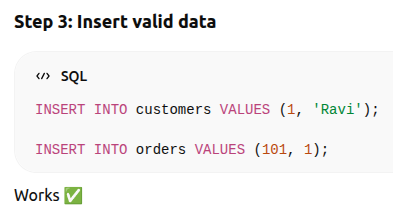 Step 3: Insert valid data
</> SQL
INSERT INTO customers VALUES (1, 'Ravi');
INSERT INTO orders VALUES (101, 1);
Works ✅